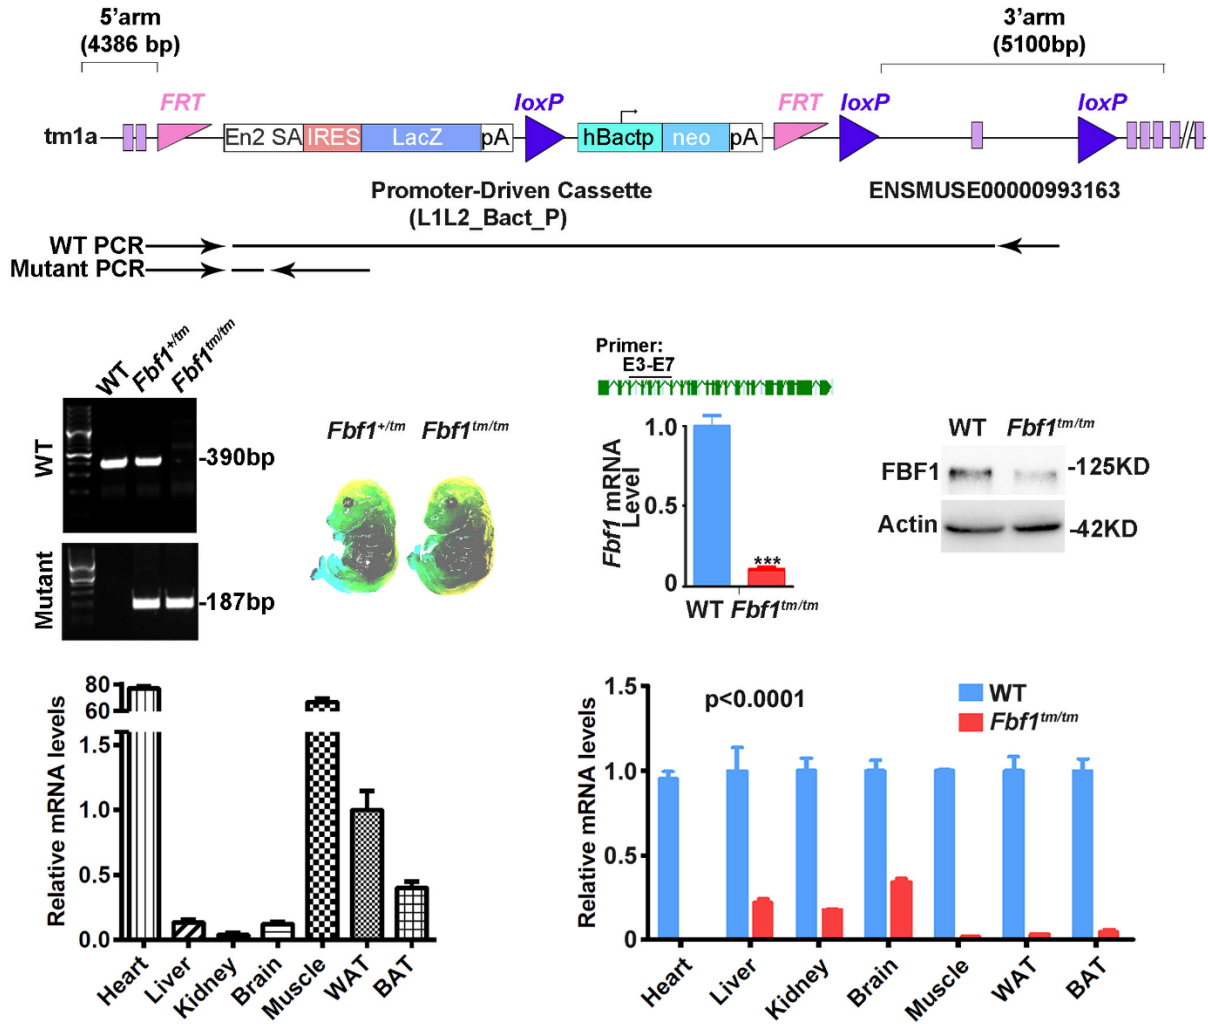 5'arm
(4386 bp)
3'arm
(5100bp)
FRT
loxP
FRT
loxP
loxP
tm1a
En2 SA
IRES
LacZ
pA
hBactp
neo
pA
Promoter-Driven Cassette
(L1L2_Bact_P)
ENSMUSE00000993163
WT PCR
Mutant PCR
WT
Fbf1+/tm
Fbf1tm/tm
WT
-390bp
Mutant
-187bp
Fbf1+/tm
Fbf1tm/tm
Primer:
E3-E7
Fbf1 mRNA
Level
1.0
0.5
0
***
WT
Fbf1tm/tm
WT
Fbf1tm/tm
FBF1
-125KD
Actin
-42KD
Relative mRNA levels
80
60
1.5
1.0
0.5
0.0
Heart
Liver
Kidney
Brain
Muscle
WAT
BAT
Relative mRNA levels
1.5
1.0
0.5
0
p<0.0001
WT
Fbf1tm/tm
Heart
Liver
Kidney
Brain
Muscle
WAT
BAT